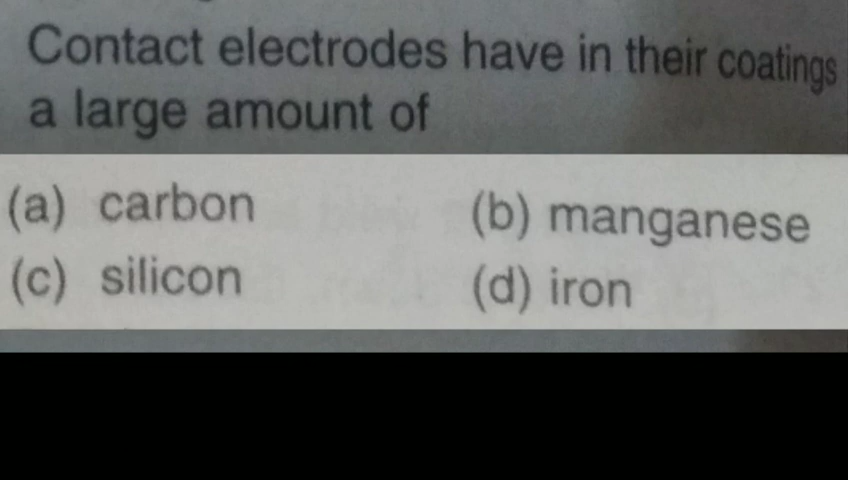 Contact electrodes have in their coatings
a large amount of
(a) carbon (b) manganese
(c) silicon (d) iron